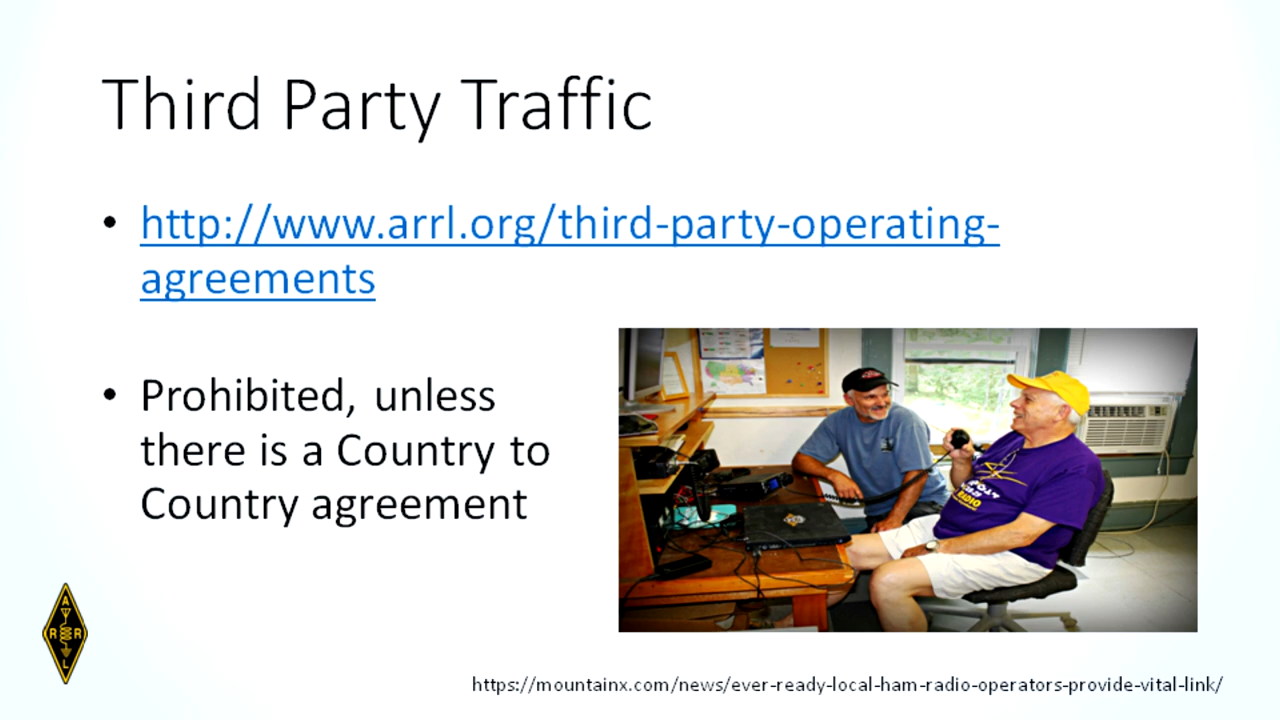 Third Party Traffic
• http://www.arrl.org/third-party-operating-
agreements
• Prohibited, unless
there is a Country to
Country agreement
RADIO
A
R R
L
https://mountainx.com/news/ever-ready-local-ham-radio-operators-provide-vital-link/